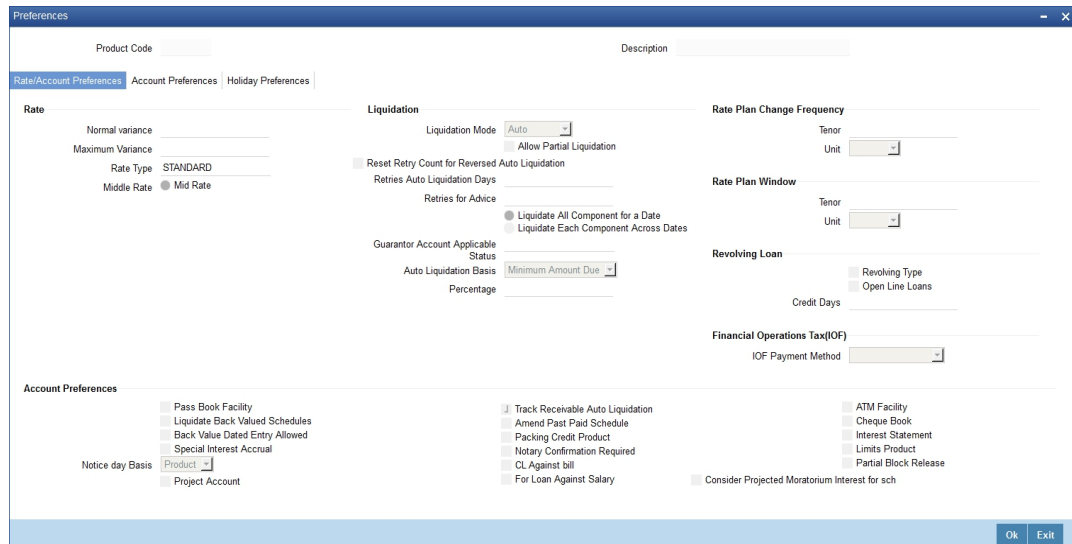 Preferences
Product Code
Description
Rate/Account Preferences Account Preferences Holiday Preferences
Rate
Normal variance
Maximum Variance
Rate Type STANDARD
Middle Rate Mid Rate
Liquidation
Liquidation Mode Auto
Allow Partial Liquidation
Reset Retry Count for Reversed Auto Liquidation
Retries Auto Liquidation Days
Retries for Advice
Liquidate All Component for a Date
Liquidate Each Component Across Dates
Guarantor Account Applicable
Status
Auto Liquidation Basis Minimum Amount Due
Percentage
Rate Plan Change Frequency
Tenor
Unit
Rate Plan Window
Tenor
Unit
Revolving Loan
Revolving Type
Open Line Loans
Credit Days
Financial Operations Tax(IOF)
IOF Payment Method
Account Preferences
Pass Book Facility
Liquidate Back Valued Schedules
Back Value Dated Entry Allowed
Special Interest Accrual
Notice day Basis Product
Project Account
Track Receivable Auto Liquidation
Amend Past Paid Schedule
Packing Credit Product
Notary Confirmation Required
CL Against bill
For Loan Against Salary
ATM Facility
Cheque Book
Interest Statement
Limits Product
Partial Block Release
Consider Projected Moratorium Interest for sch
Ok Exit